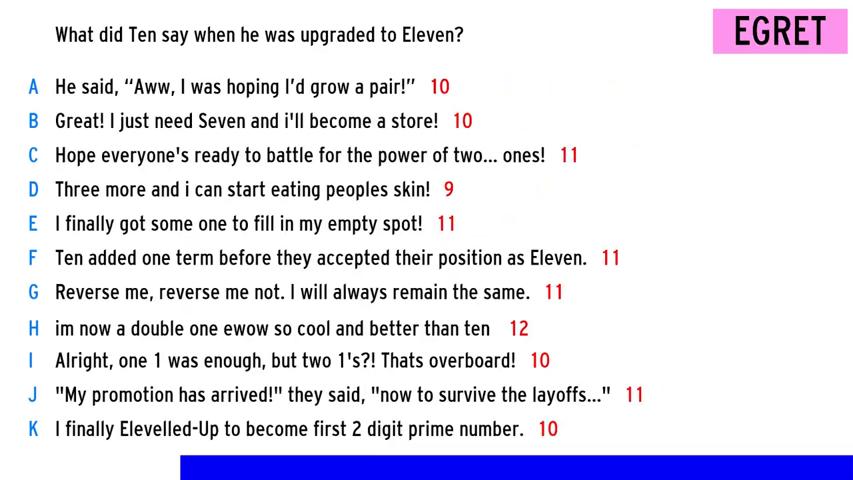 What did Ten say when he was upgraded to Eleven?
EGRET
A He said, “Aww, I was hoping I’d grow a pair!” 10
B Great! I just need Seven and i'll become a store! 10
C Hope everyone's ready to battle for the power of two... ones! 11
D Three more and i can start eating peoples skin! 9
E I finally got some one to fill in my empty spot! 11
F Ten added one term before they accepted their position as Eleven. 11
G Reverse me, reverse me not. I will always remain the same. 11
H im now a double one ewow so cool and better than ten 12
I Alright, one 1 was enough, but two 1's?! Thats overboard! 10
J "My promotion has arrived!" they said, "now to survive the layoffs..." 11
K I finally Elevelled-Up to become first 2 digit prime number. 10